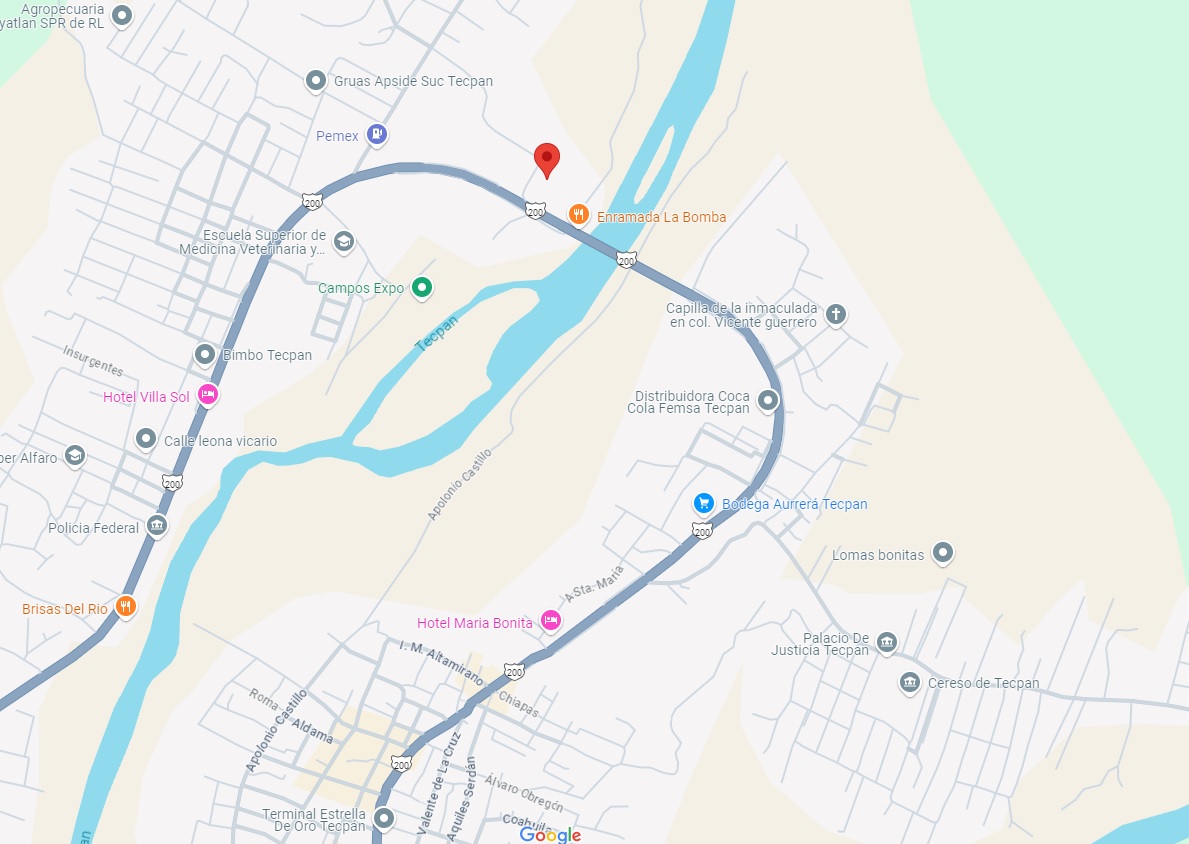 Agropecuaria
yatlan SPR de RL
Gruas Apside Suc Tecpan
Pemex
200
200
Enramada La Bomba
Escuela Superior de
Medicina Veterinaria y...
200
Campos Expo
Capilla de la inmaculada
en col. Vicente guerrero
Tecpan
Insurgentes
Bimbo Tecpan
Hotel Villa Sol
Distribuidora Coca
Cola Femsa Tecpan
Calle leona vicario
per Alfaro
200
Apolonio Castillo
Bodega Aurrerá Tecpan
Policia Federal
200
Lomas bonitas
A Sta. María
Brisas Del Rio
Hotel Maria Bonita
I. M. Altamirano
Palacio De
Justicia Tecpan
200
Cereso de Tecpan
Roma
Apolonio Castillo
Chiapas
Aldama
200
Valente de La Cruz
Aquiles Serdán
Álvaro Obregón
Terminal Estrella
De Oro Tecpán
Coahuila
Google
an